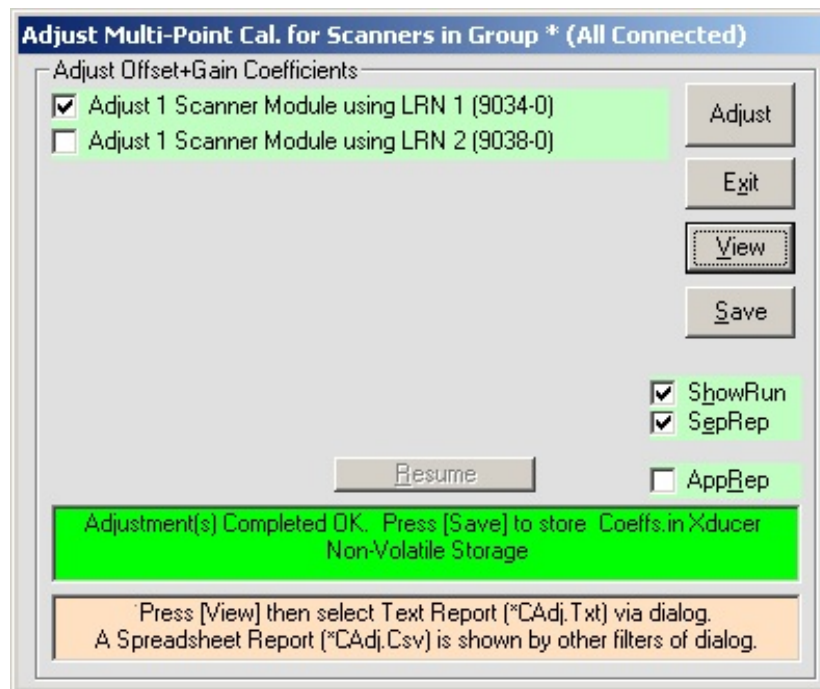 Adjust Multi-Point Cal. for Scanners in Group * (All Connected)
Adjust Offset+Gain Coefficients
Adjust 1 Scanner Module using LRN 1 (9034-0)
Adjust 1 Scanner Module using LRN 2 (9038-0)
Adjust
Exit
View
Save
ShowRun
SepRep
Resume
AppRep
Adjustment(s) Completed OK. Press [Save] to store Coeffs.in Xducer
Non-Volatile Storage
Press [View] then select Text Report (*CAdj.Txt) via dialog.
A Spreadsheet Report (*CAdj.Csv) is shown by other filters of dialog.